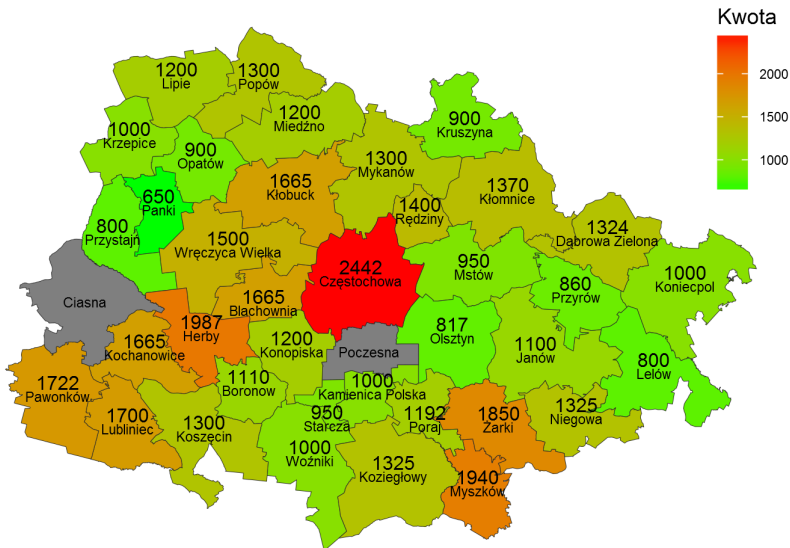 Kwota
2000
1500
1000
1200
Lipie
1300
Popów
1200
Miedźno
900
Kruszyna
1000
Krzepice
900
Opatów
1300
Mykanów
1665
Kłobuck
1370
Kłomnice
650
Panki
1400
Rędziny
800
Przystajń
1500
Wręczyca Wielka
1324
Dąbrowa Zielona
2442
Częstochowa
950
Mstów
1000
Koniecpol
860
Przyrów
Ciasna
1665
Blachownia
1987
Herby
817
Olsztyn
1200
Konopiska
1665
Kochanowice
Poczesna
1100
Janów
800
Lelów
1722
Pawonków
1110
Boronów
1000
Kamienica Polska
1700
Lubliniec
1300
Koszęcin
950
Starcza
1192
Poraj
1850
Żarki
1325
Niegowa
1000
Woźniki
1325
Koziegłowy
1940
Myszków